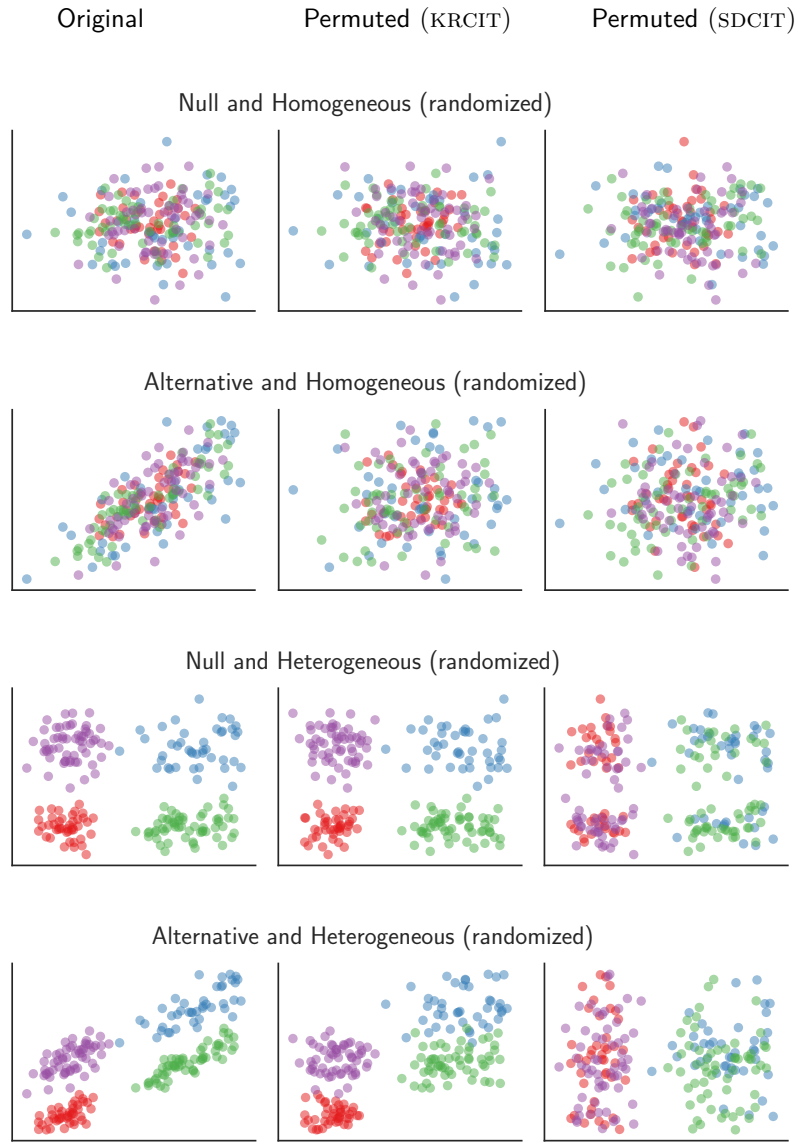 Original Permuted (KRCIT) Permuted (SDCIT)
Null and Homogeneous (randomized)
Alternative and Homogeneous (randomized)
Null and Heterogeneous (randomized)
Alternative and Heterogeneous (randomized)